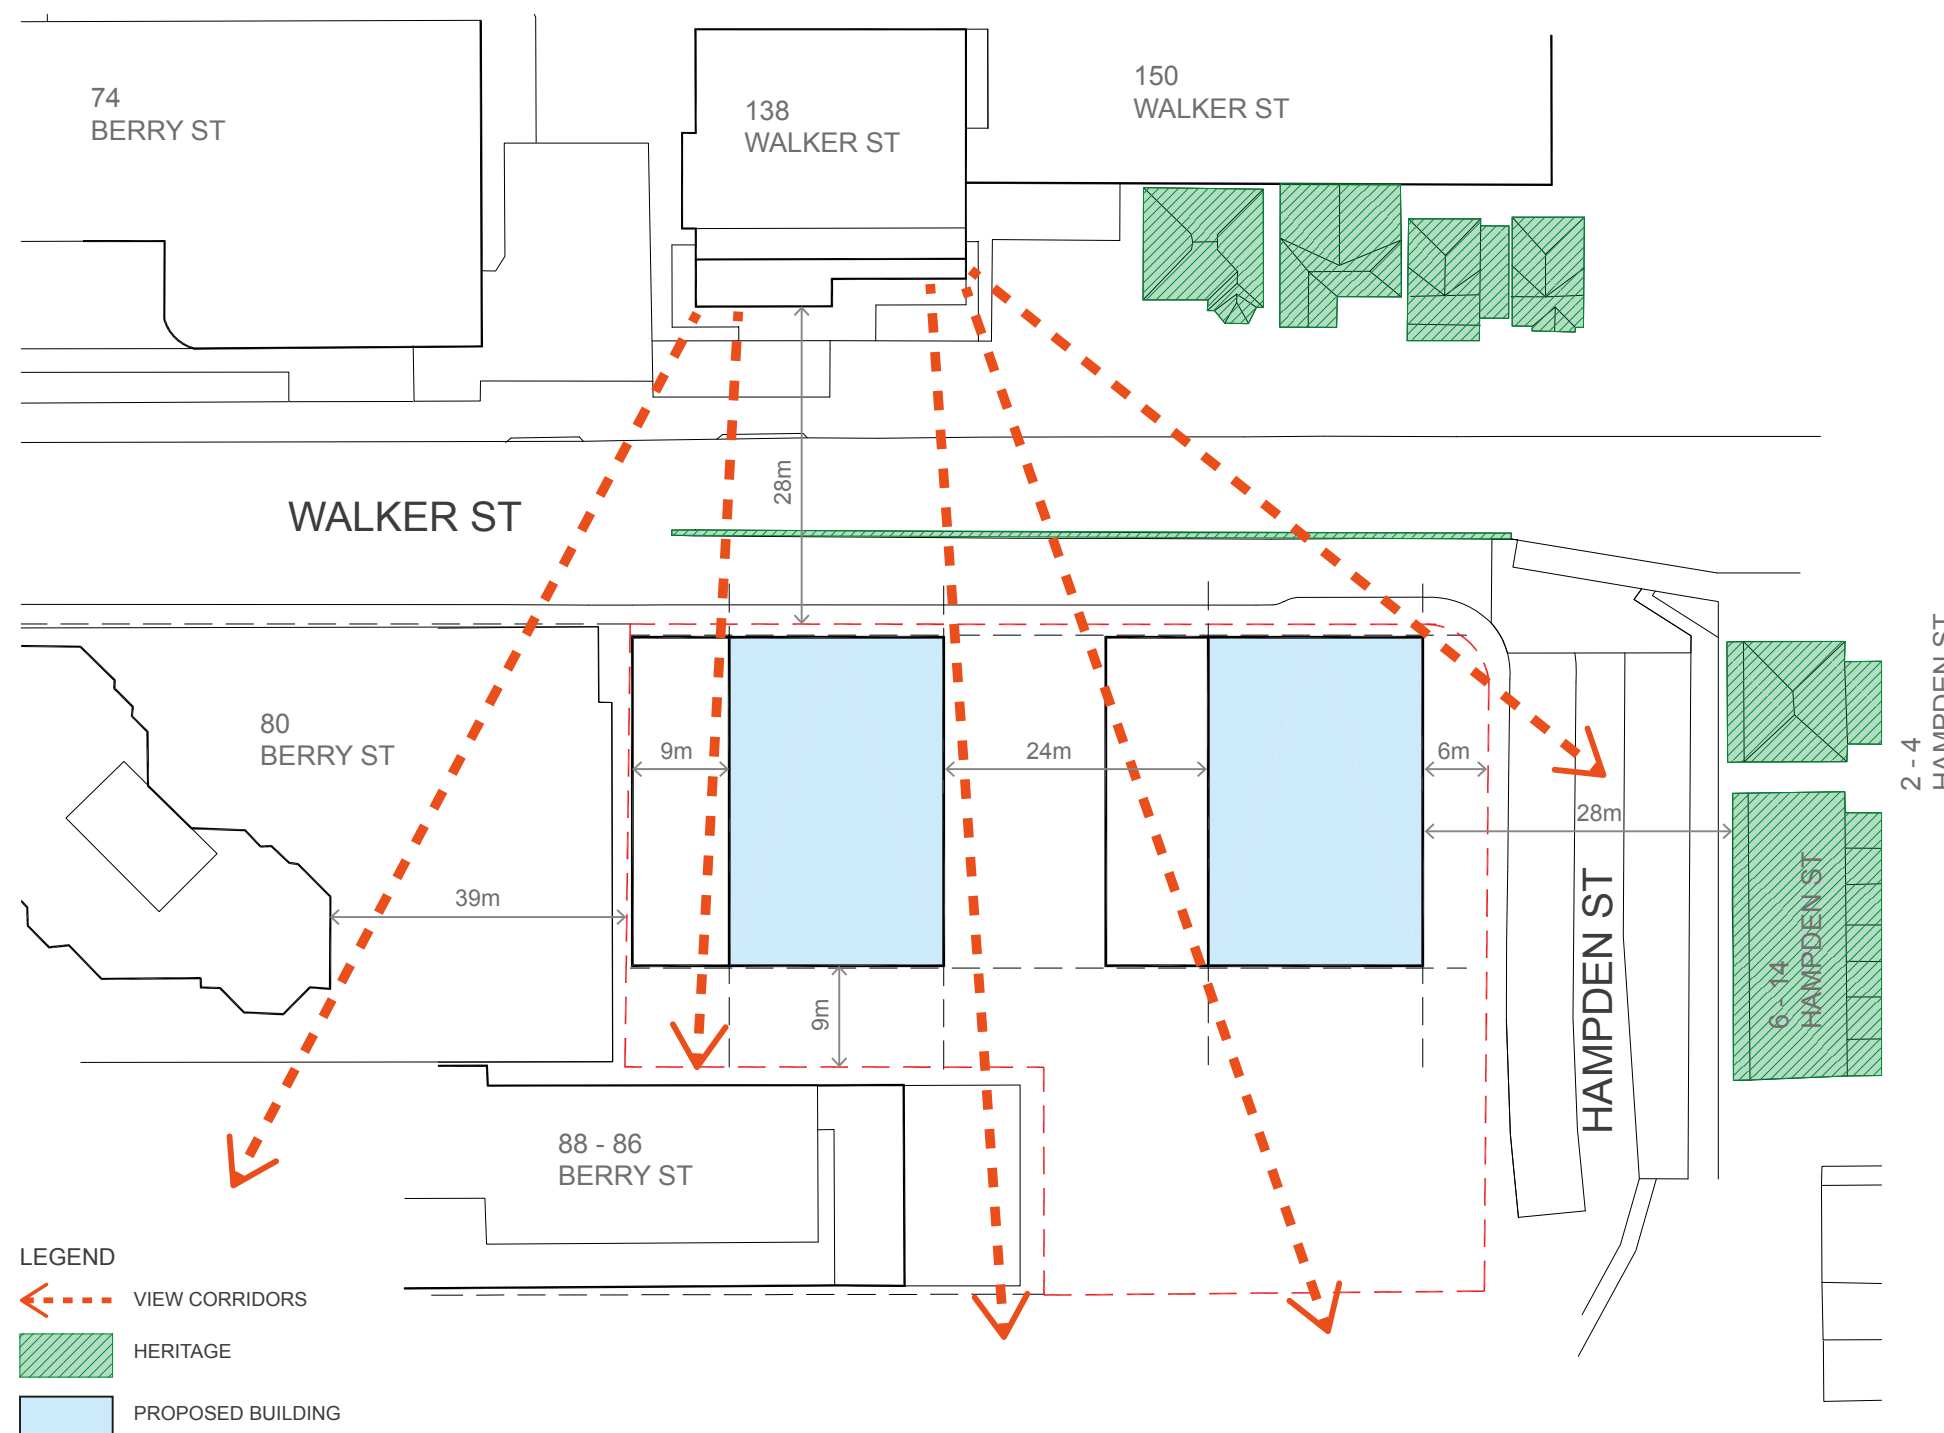 74
BERRY ST
138
WALKER ST
150
WALKER ST
28m
WALKER ST
80
BERRY ST
9m
24m
6m
28m
39m
9m
2 - 4
HAMPDEN ST
HAMPDEN ST
6 - 14
HAMPDEN ST
88 - 86
BERRY ST
LEGEND
VIEW CORRIDORS
HERITAGE
PROPOSED BUILDING